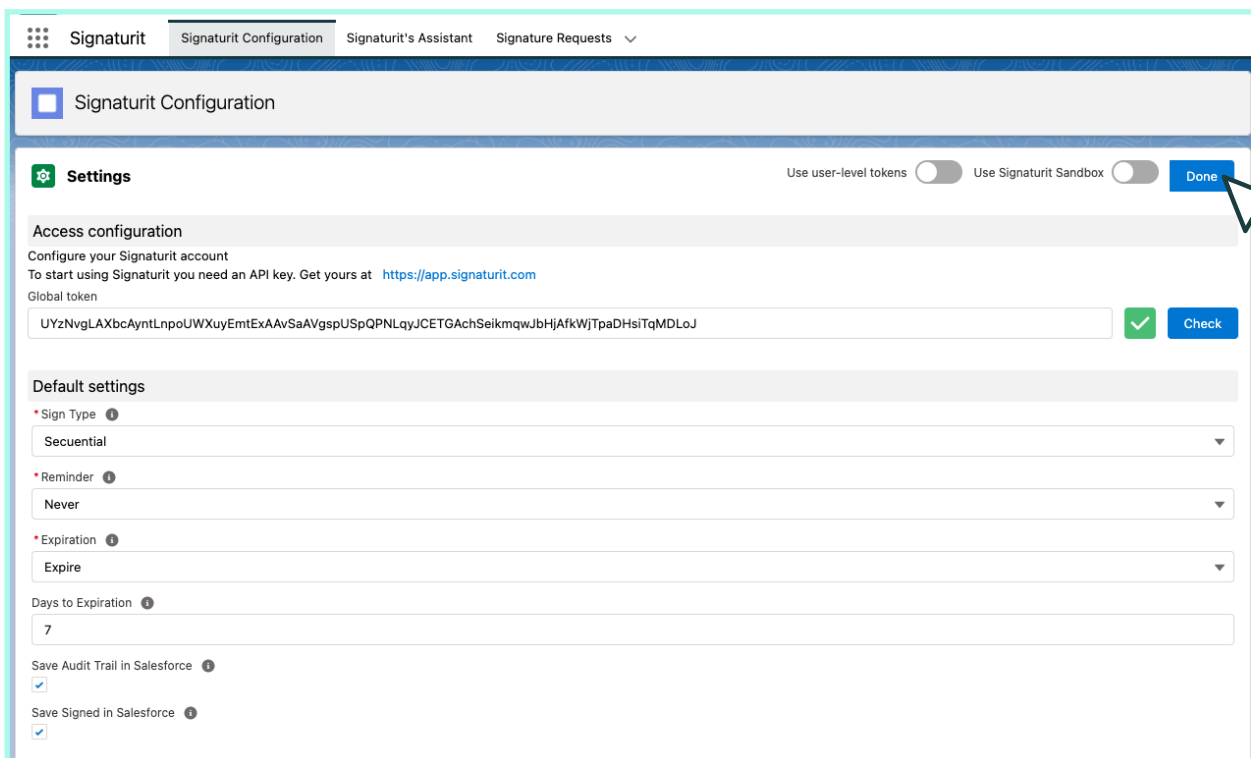 Signaturit Signaturit Configuration Signaturit's Assistant Signature Requests
Signaturit Configuration
Settings Use user-level tokens Use Signaturit Sandbox Done
Access configuration
Configure your Signaturit account
To start using Signaturit you need an API key. Get yours at https://app.signaturit.com
Global token
UYzNvgLAXbcAyntLnpoUWXuyEmtExAAvSaAVgspUSpQPNLqyJCETGAchSeikmqwJbHjAfkWjTpaDHsiTqMDLoJ Check
Default settings
*Sign Type
Secuential
*Reminder
Never
*Expiration
Expire
Days to Expiration
7
Save Audit Trail in Salesforce
Save Signed in Salesforce